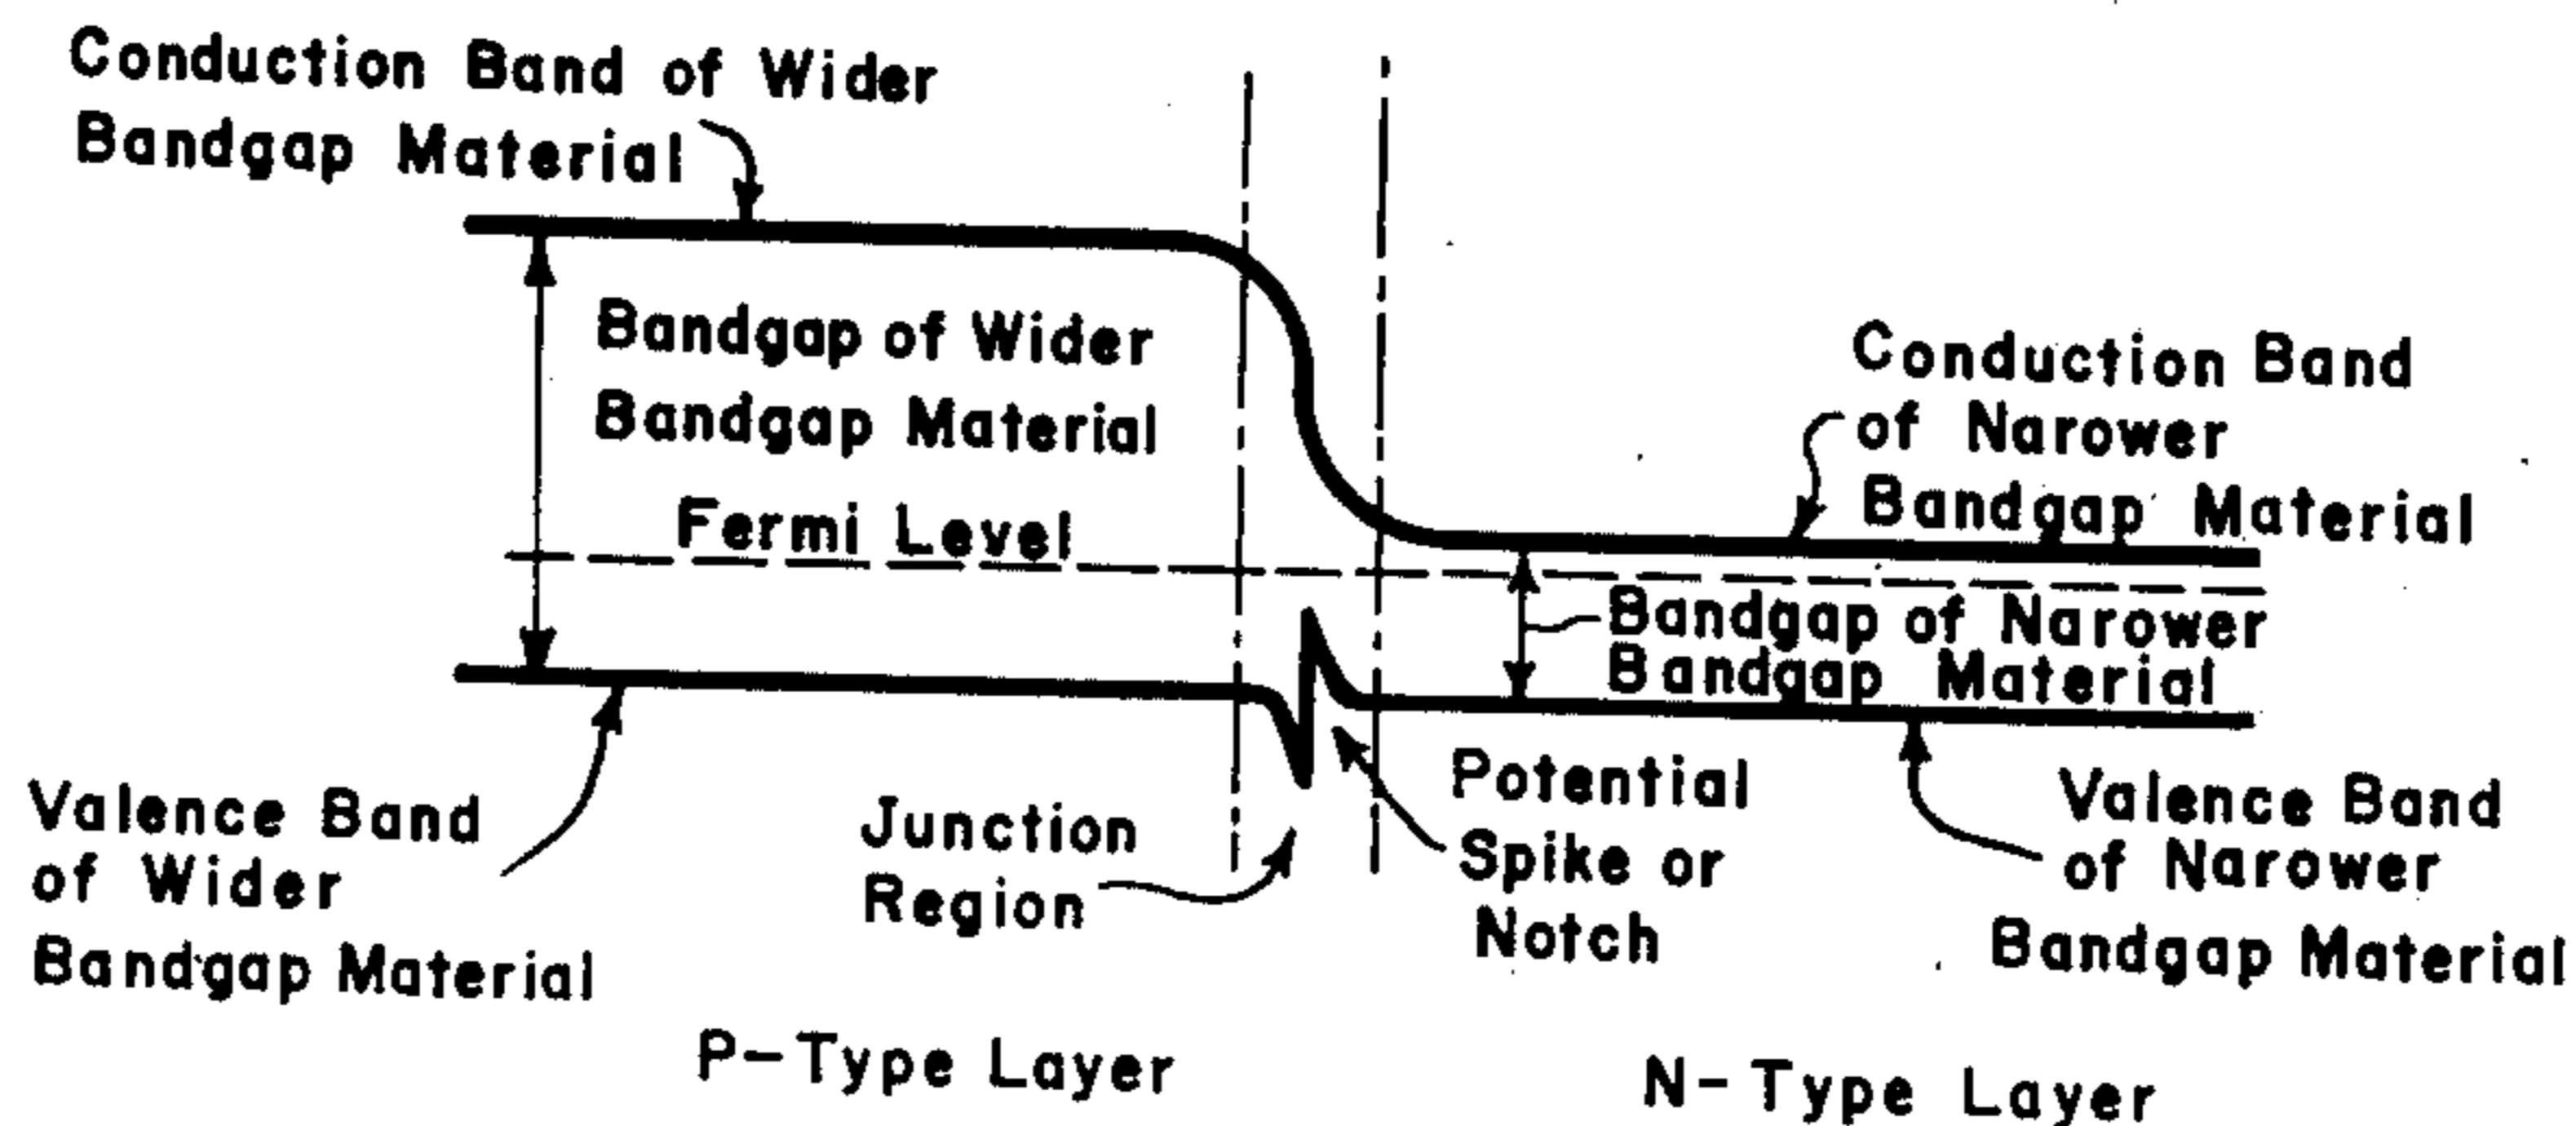 Conduction Band of Wider
Bandgap Material
Bandgap of Wider
Bandgap Material
Fermi Level
Conduction Band
of Narower
Bandgap Material
Bandgap of Narower
Bandgap Material
Valence Band
of Wider
Bandgap Material
Junction
Region
Potential
Spike or
Notch
Valence Band
of Narower
Bandgap Material
P-Type Layer
N-Type Layer